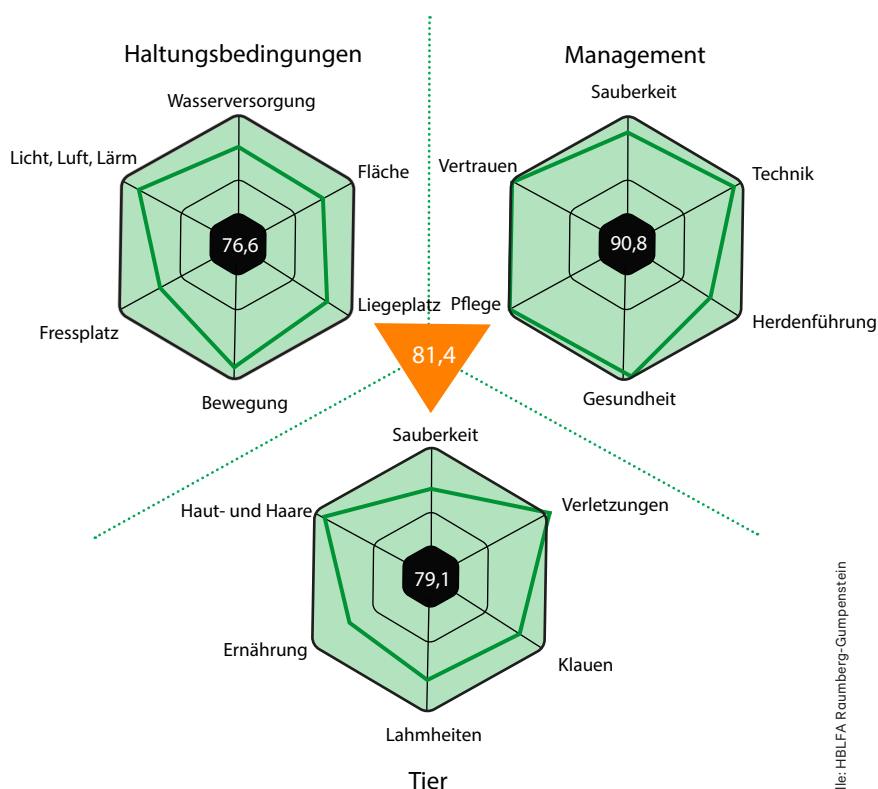 Haltungsbedingungen
Wasserversorgung
Licht, Luft, Lärm
Fläche
76,6
Fressplatz
Liegeplatz
Bewegung
Management
Sauberkeit
Vertrauen
Technik
90,8
Pflege
Herdenführung
Gesundheit
81,4
Sauberkeit
Haut- und Haare
Verletzungen
79,1
Ernährung
Klauen
Lahmheiten
Tier
lle: HBLFA Raumberg-Gumpenstein